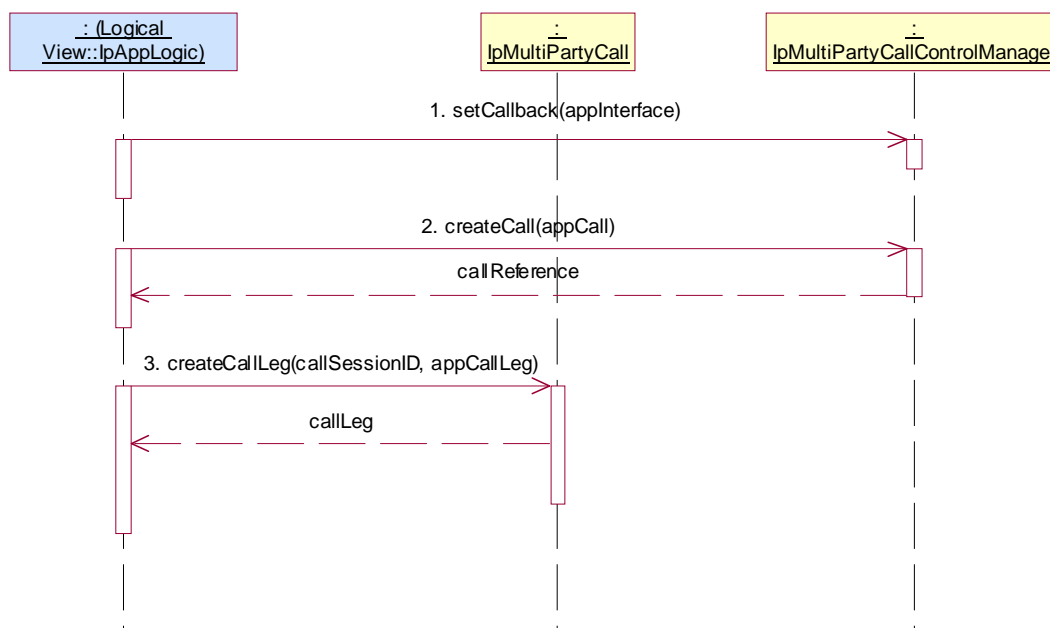 : (Logical
View::IpAppLogic)
:
IpMultiPartyCall
:
IpMultiPartyCallControlManage
1. setCallback(appInterface)
2. createCall(appCall)
callReference
3. createCallLeg(callSessionID, appCallLeg)
callLeg